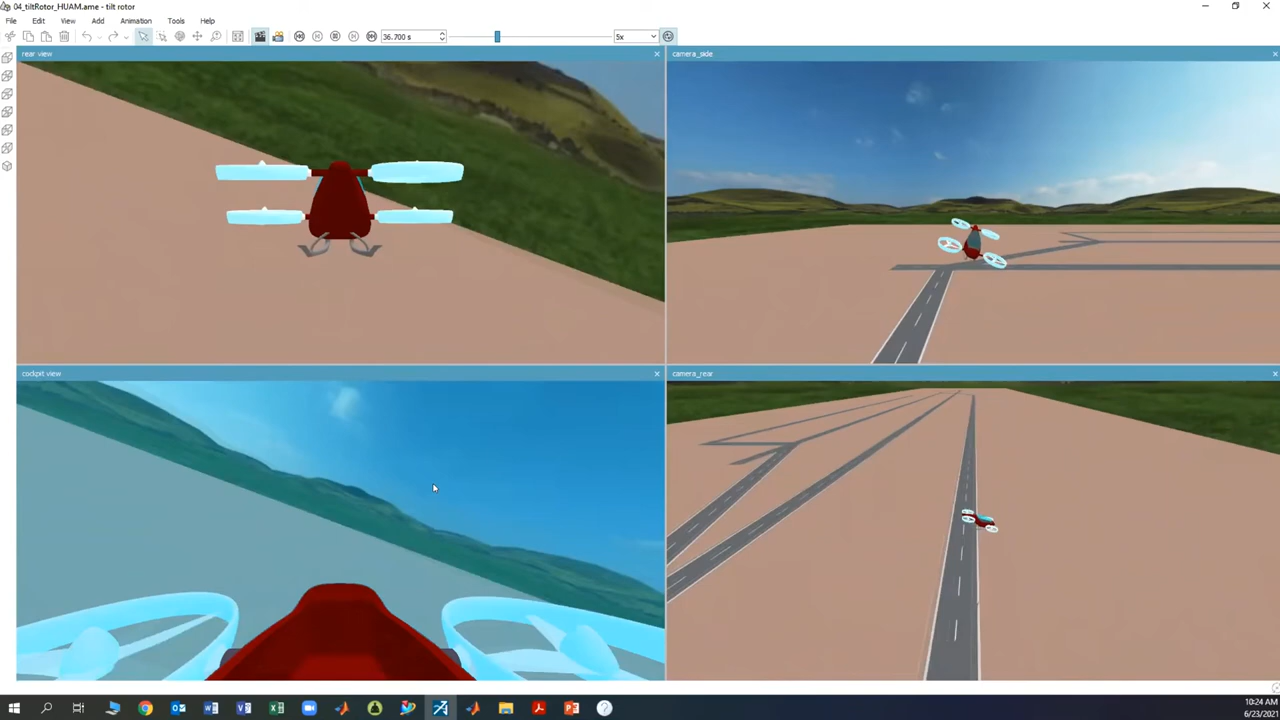 04_tiltRotor_HUAM.ame - tilt rotor
File Edit View Add Animation Tools Help
36.700 s 5x
rear view
camera_side
cockpit view
camera_rear
10:24 AM
6/23/2021